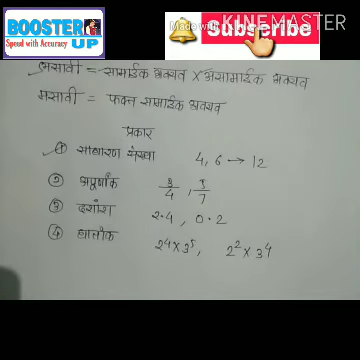 BOOSTER
Speed with Accuracy UP
KINEMASTER
Subscribe
लसावी = सामाईक अवयव × असामाईक अवयव
मसावी = फक्त सामाईक अवयव
प्रकार
① साधारण संख्या 4, 6 → 12
② अपूर्णांक 3/4 , 5/7
③ दशांश 2.4 , 0.2
④ घातांक 2⁴ × 3⁵, 2² × 3⁴